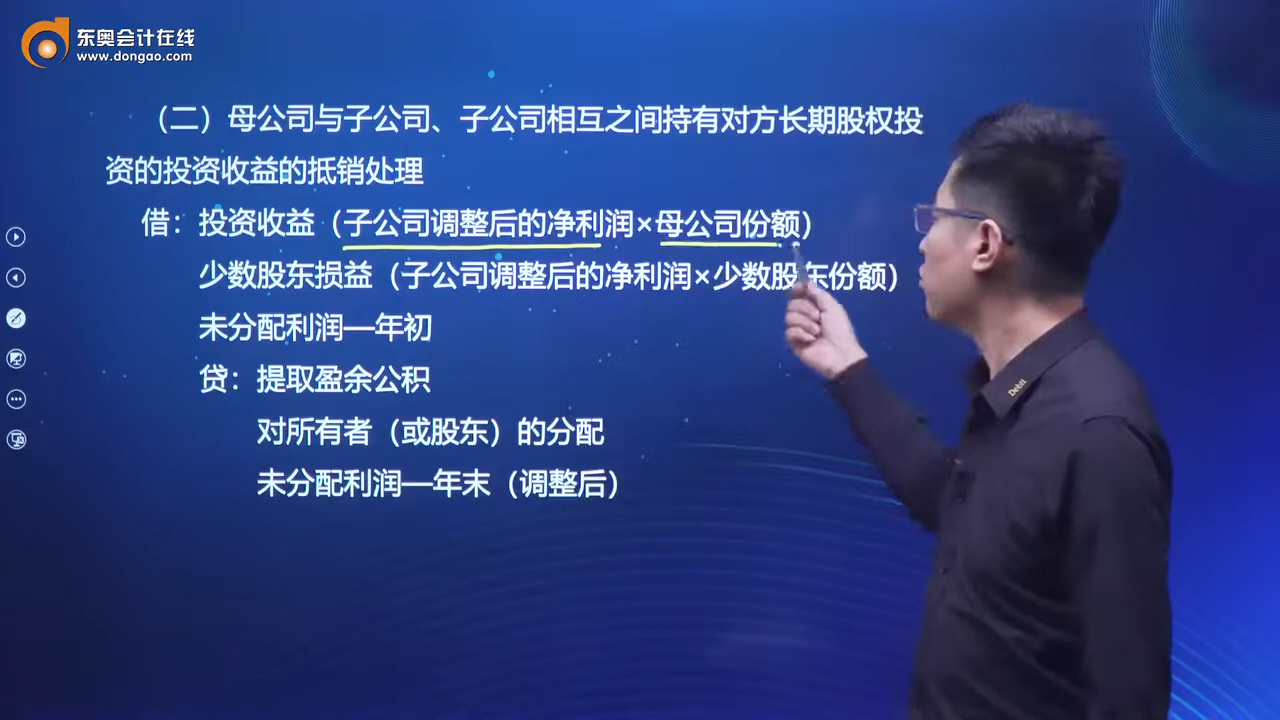 东奥会计在线
www.dongao.com
（二）母公司与子公司、子公司相互之间持有对方长期股权投
资的投资收益的抵销处理
借：投资收益（子公司调整后的净利润×母公司份额）
少数股东损益（子公司调整后的净利润×少数股东份额）
未分配利润—年初
贷：提取盈余公积
对所有者（或股东）的分配
未分配利润—年末（调整后）
Debit